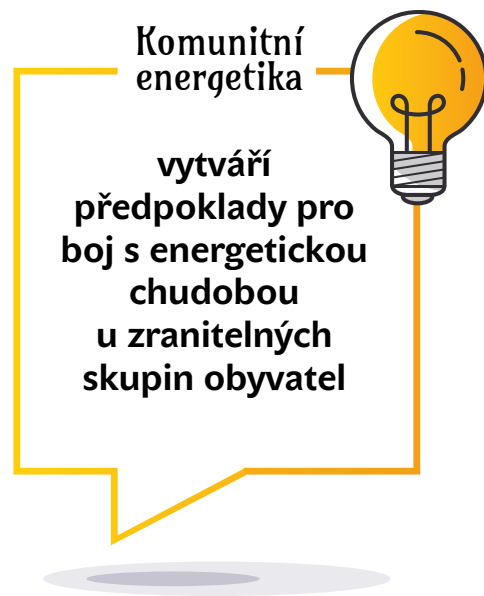 Komunitní
energetika
vytváří
předpoklady pro
boj s energetickou
chudobou
u zranitelných
skupin obyvatel